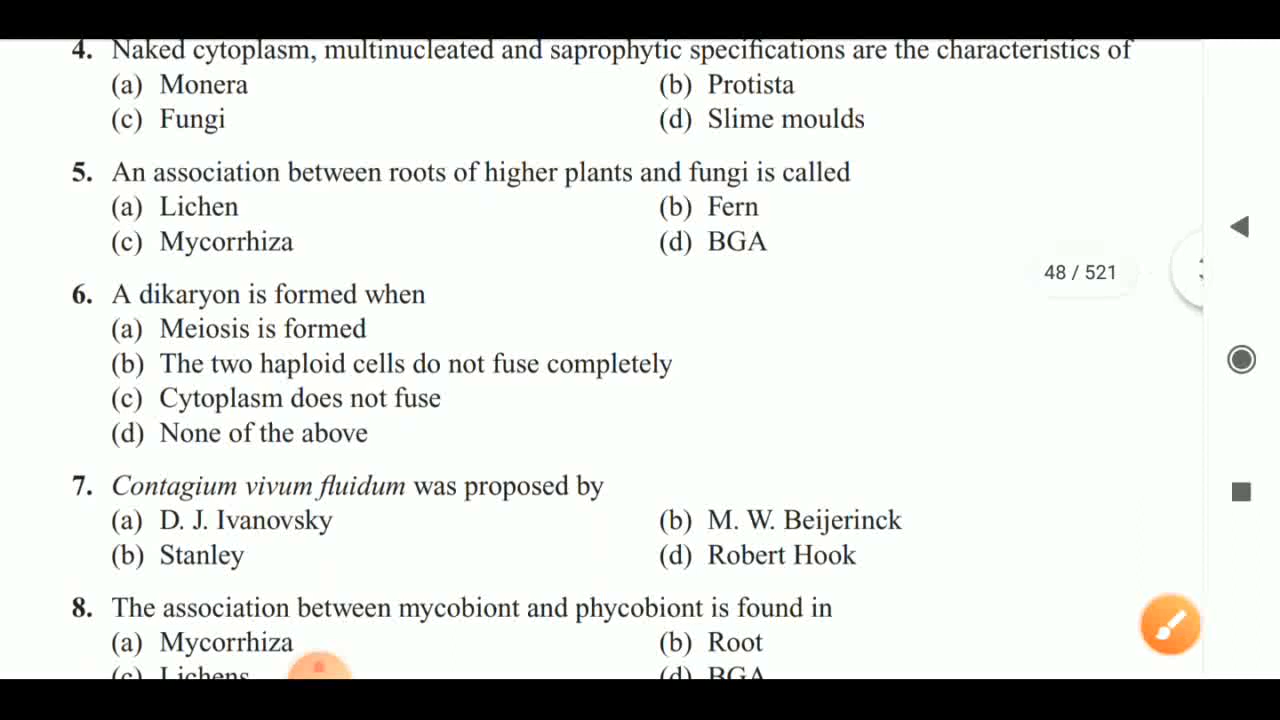 4. Naked cytoplasm, multinucleated and saprophytic specifications are the characteristics of
(a) Monera (b) Protista
(c) Fungi (d) Slime moulds
5. An association between roots of higher plants and fungi is called
(a) Lichen (b) Fern
(c) Mycorrhiza (d) BGA
48 / 521
6. A dikaryon is formed when
(a) Meiosis is formed
(b) The two haploid cells do not fuse completely
(c) Cytoplasm does not fuse
(d) None of the above
7. Contagium vivum fluidum was proposed by
(a) D. J. Ivanovsky (b) M. W. Beijerinck
(b) Stanley (d) Robert Hook
8. The association between mycobiont and phycobiont is found in
(a) Mycorrhiza (b) Root
(c) Lichens (d) BGA